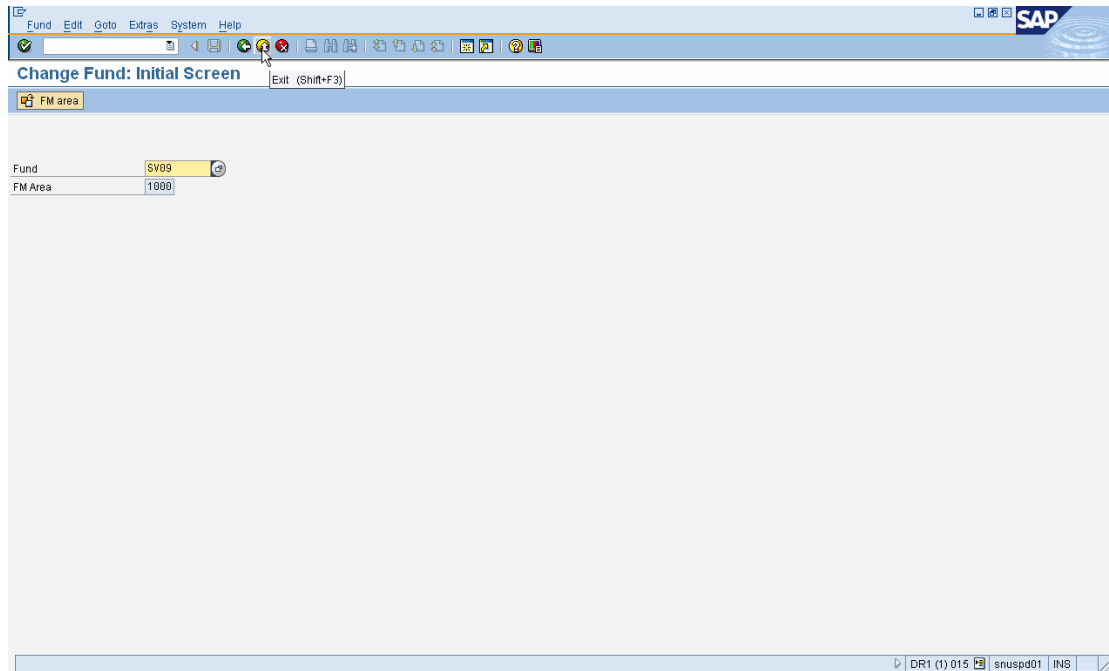 Fund Edit Goto Extras System Help
SAP
Change Fund: Initial Screen
Exit (Shift+F3)
FM area
Fund SV09
FM Area 1000
DR1 (1) 015 snuspd01 INS